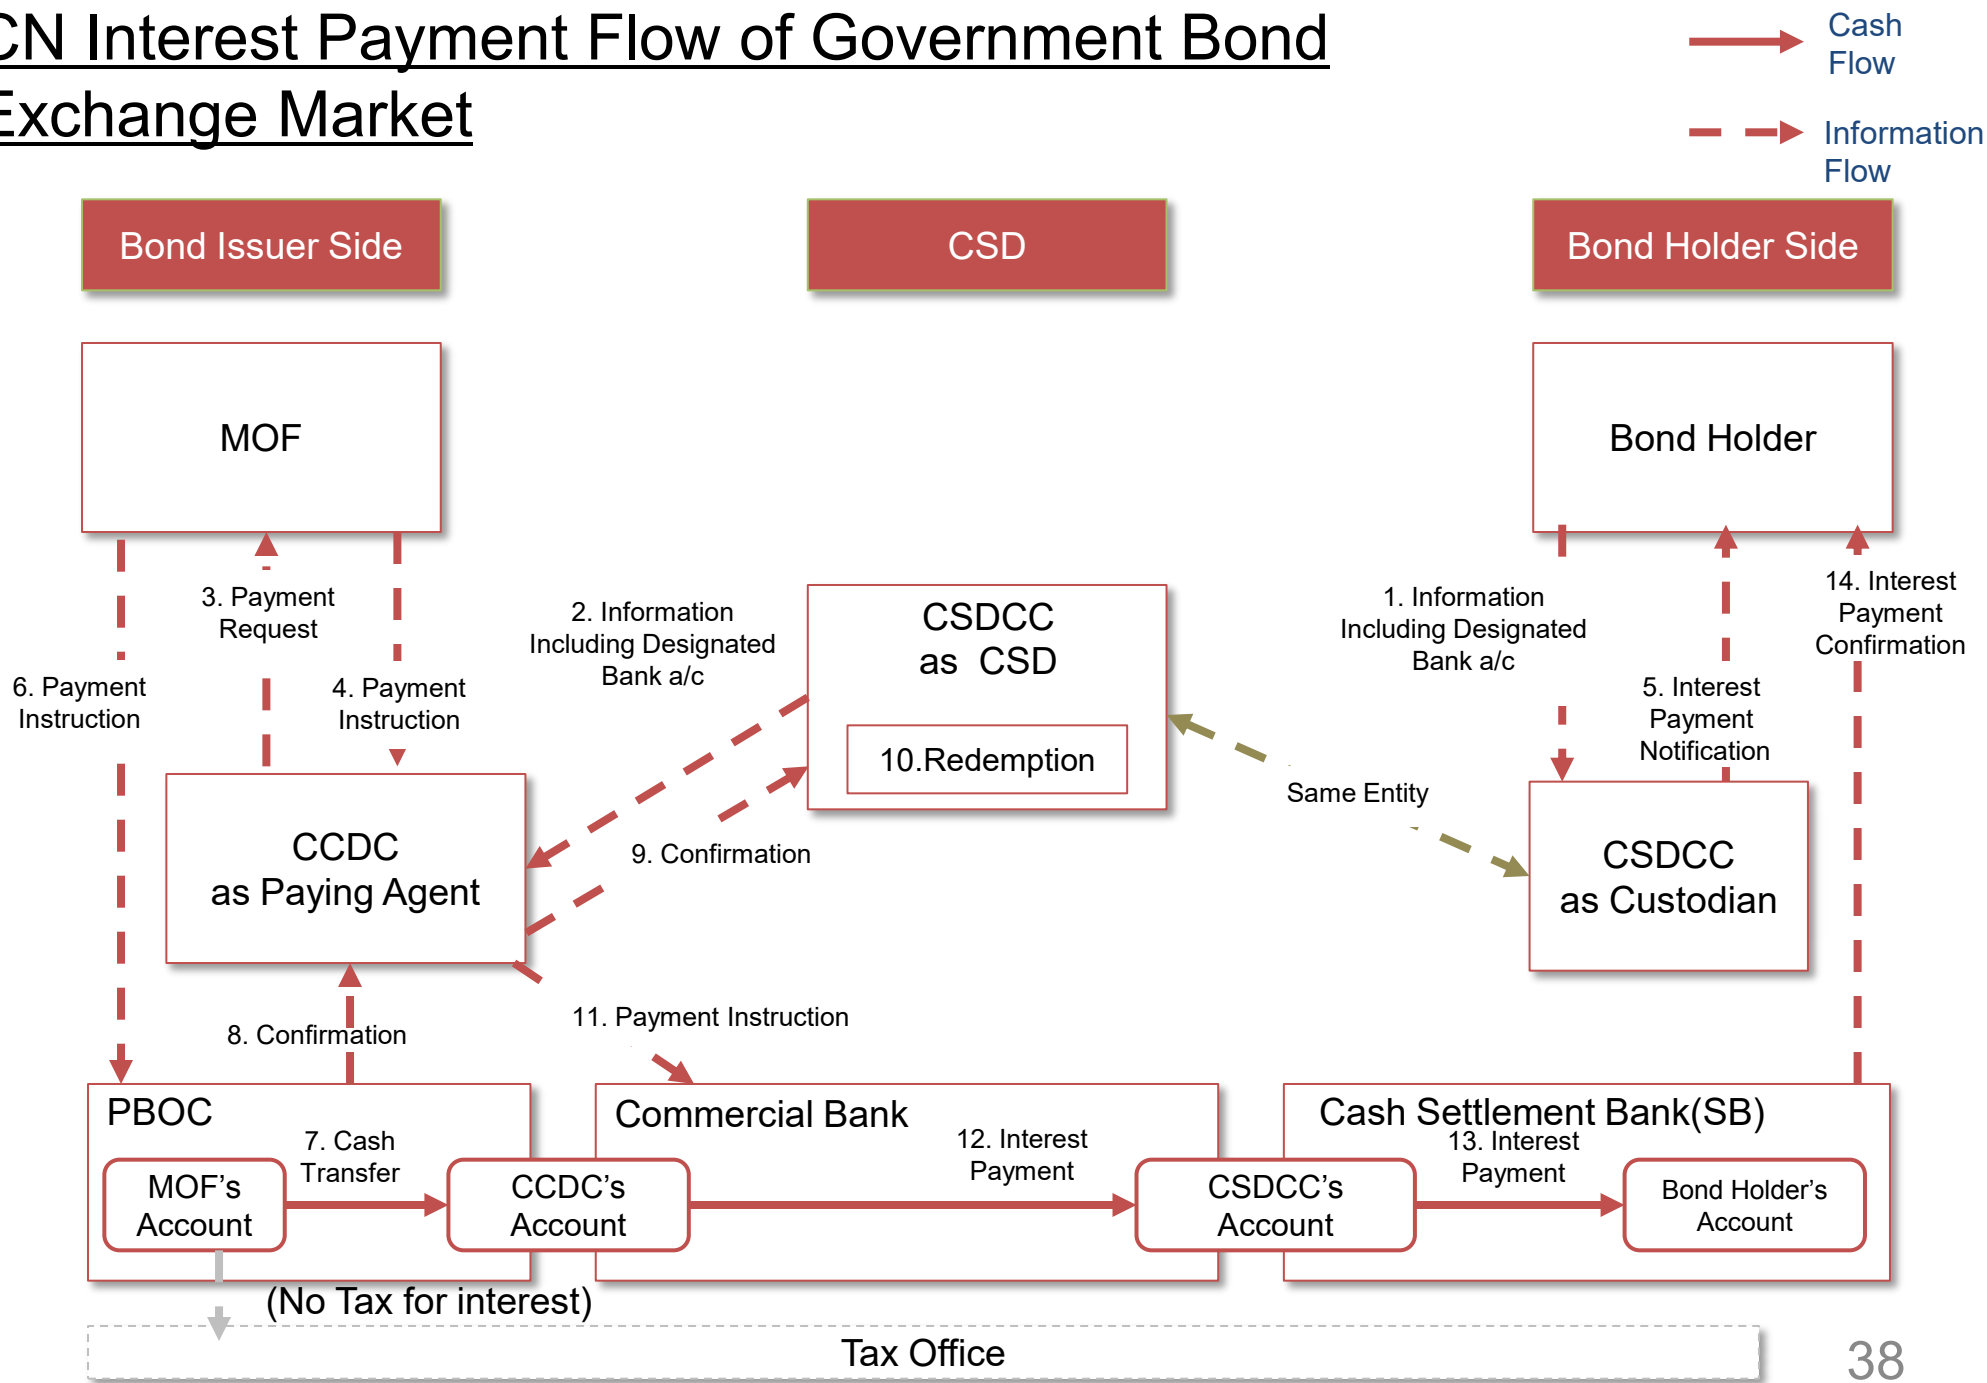 CN Interest Payment Flow of Government Bond
Exchange Market
Cash
Flow
Information
Flow
Bond Issuer Side
CSD
Bond Holder Side
MOF
Bond Holder
3. Payment
Request
6. Payment
Instruction
4. Payment
Instruction
2. Information
Including Designated
Bank a/c
CSDCC
as CSD
10.Redemption
1. Information
Including Designated
Bank a/c
5. Interest
Payment
Notification
14. Interest
Payment
Confirmation
Same Entity
CCDC
as Paying Agent
9. Confirmation
CSDCC
as Custodian
8. Confirmation
11. Payment Instruction
PBOC
7. Cash
Transfer
MOF's
Account
CCDC's
Account
Commercial Bank
12. Interest
Payment
CSDCC's
Account
Cash Settlement Bank(SB)
13. Interest
Payment
Bond Holder's
Account
(No Tax for interest)
Tax Office
38